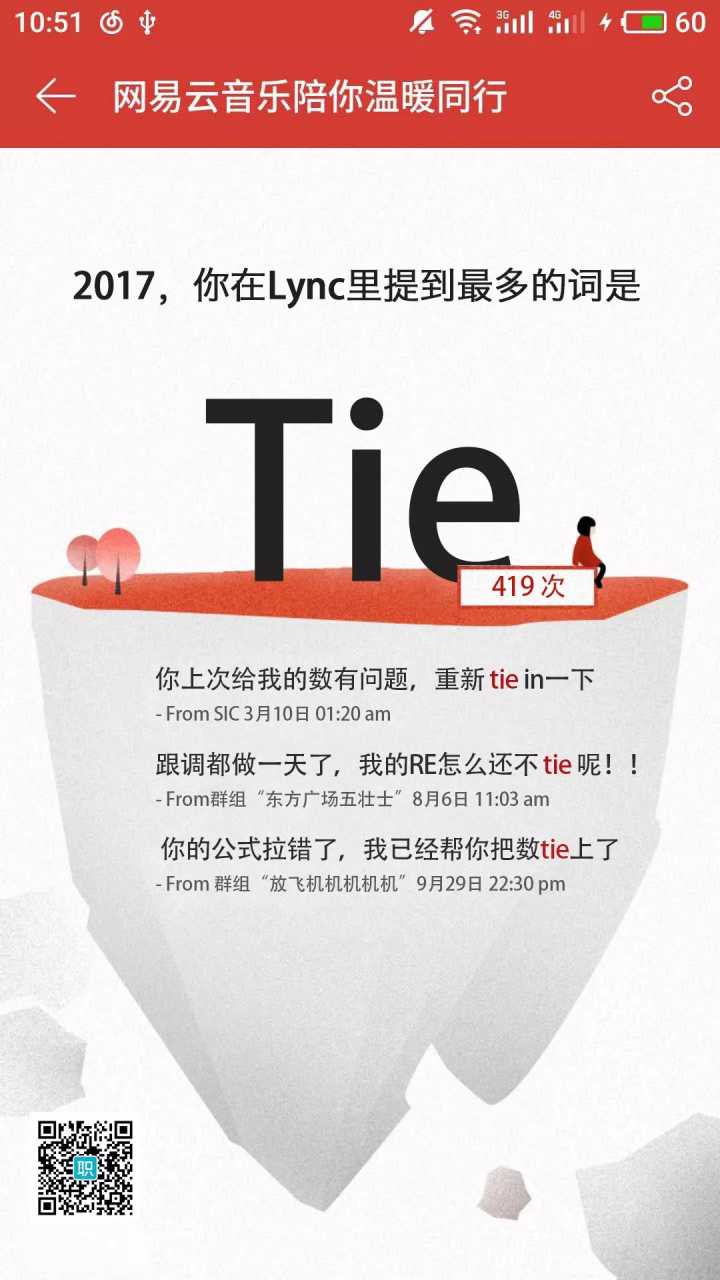 10:51 3G 4G 60
网易云音乐陪你温暖同行
2017，你在Lync里提到最多的词是
Tie
419 次
你上次给我的数有问题，重新 tie in一下
- From SIC 3月10日 01:20 am
跟调都做一天了，我的RE怎么还不 tie 呢！！
- From群组“东方广场五壮士”8月6日 11:03 am
你的公式拉错了，我已经帮你把数tie上了
- From 群组“放飞机机机机机”9月29日 22:30 pm
职